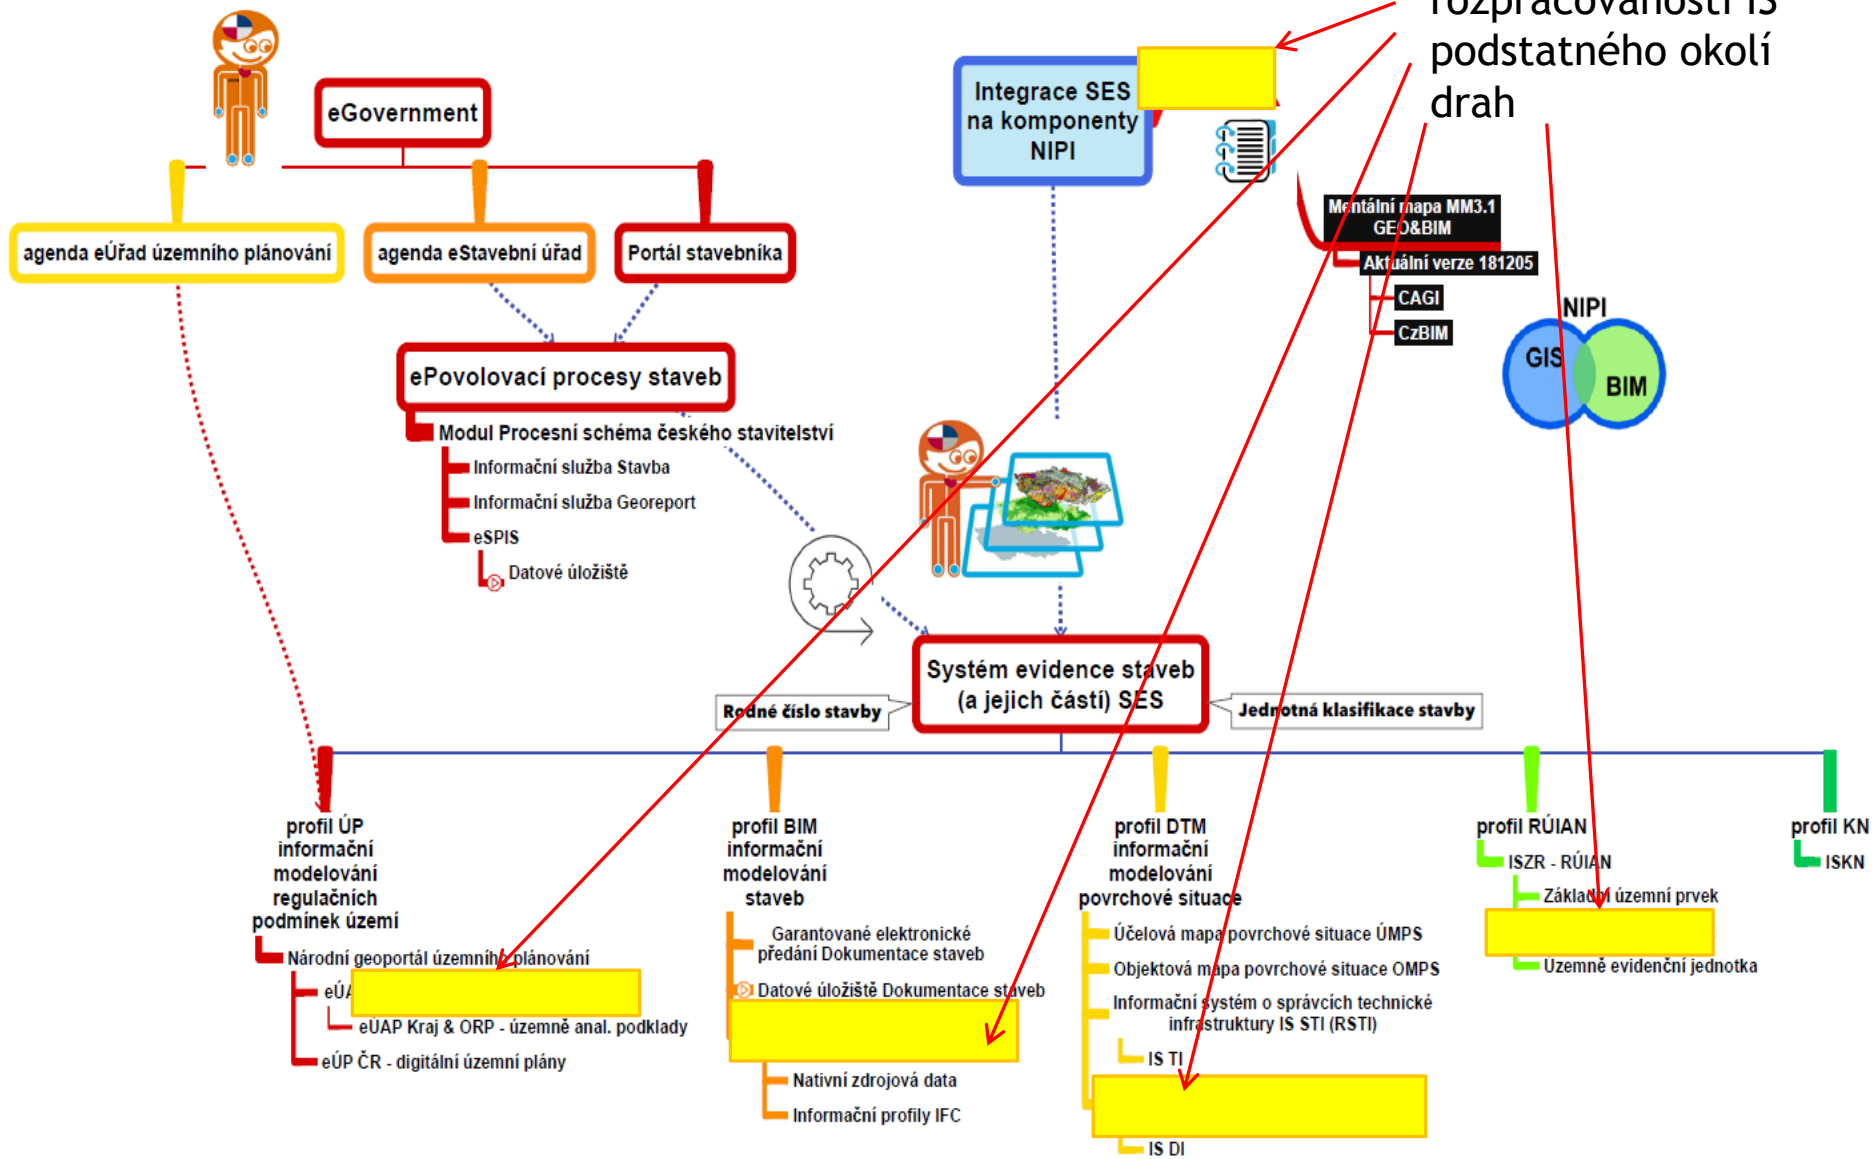 rozpracovanosti IS
podstatného okolí
drah
eGovernment
Integrace SES
na komponenty
NIPI
agenda eÚřad územního plánování
agenda eStavební úřad
Portál stavebníka
Mentální mapa MM3.1
GEO&BIM
Aktuální verze 181205
CAGI
CzBIM
NIPI
GIS
BIM
ePovolovací procesy staveb
Modul Procesní schéma českého stavitelství
Informační služba Stavba
Informační služba Georeport
eSPIS
Datové úložiště
Systém evidence staveb
(a jejich částí) SES
Rodné číslo stavby
Jednotná klasifikace stavby
profil ÚP
informační
modelování
regulačních
podmínek území
Národní geoportál územního plánování
eÚAP Kraj & ORP - územně anal. podklady
eÚP ČR - digitální územní plány
profil BIM
informační
modelování
staveb
Garantované elektronické
předání Dokumentace staveb
Datové úložiště Dokumentace staveb
Nativní zdrojová data
Informační profily IFC
profil DTM
informační
modelování
povrchové situace
Účelová mapa povrchové situace ÚMPS
Objektová mapa povrchové situace OMPS
Informační systém o správcích technické
infrastruktury IS STI (RSTI)
IS TI
IS DI
profil RÚIAN
ISZR - RÚIAN
Základní územní prvek
Uzemně evidenční jednotka
profil KN
ISKN